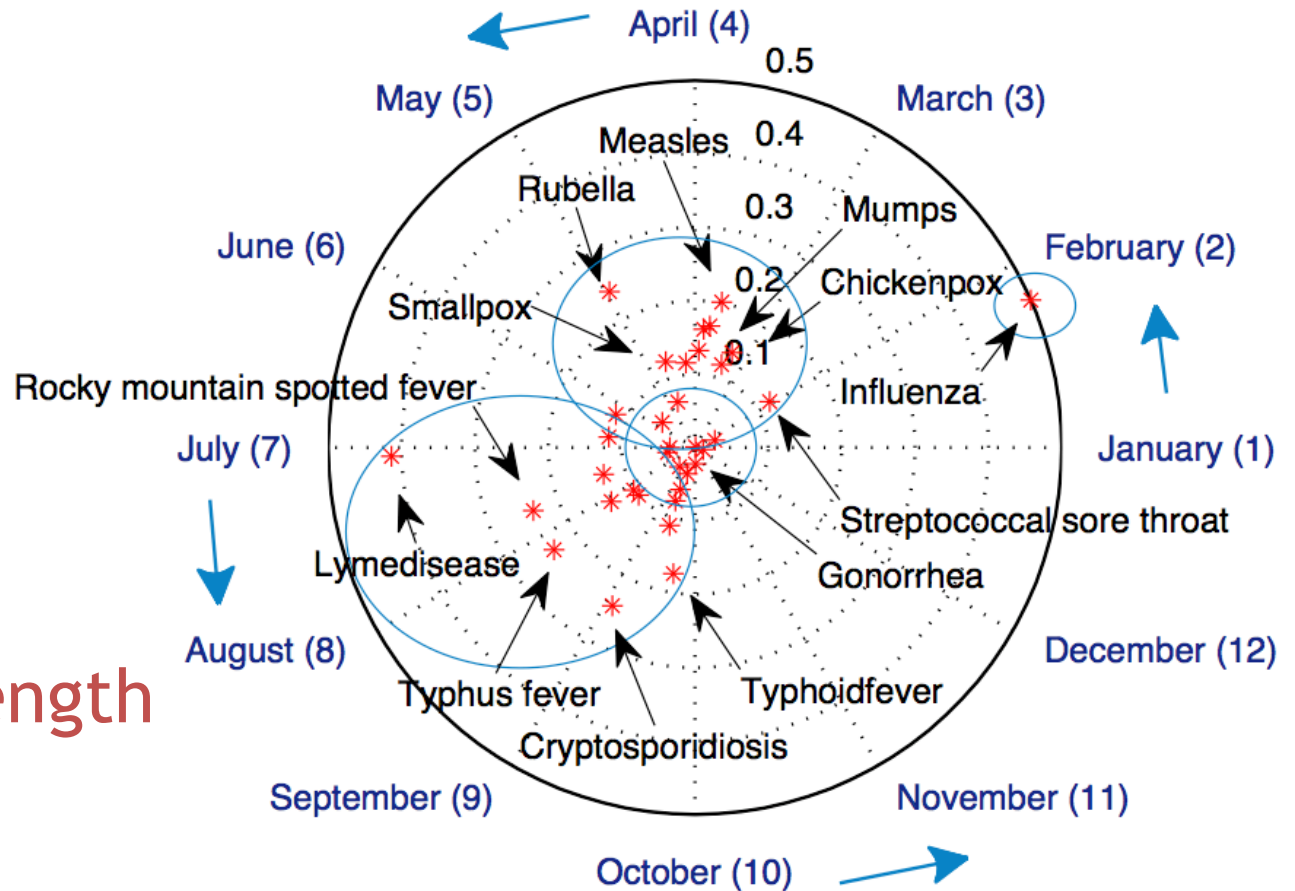 April (4)
0.5
May (5)
March (3)
0.4
Measles
Rubella
0.3
Mumps
June (6)
February (2)
0.2
Chickenpox
Smallpox
0.1
Rocky mountain spotted fever
Influenza
July (7)
January (1)
Streptococcal sore throat
Lymedisease
Gonorrhea
August (8)
December (12)
ength
Typhus fever
Typhoidfever
Cryptosporidiosis
September (9)
November (11)
October (10)